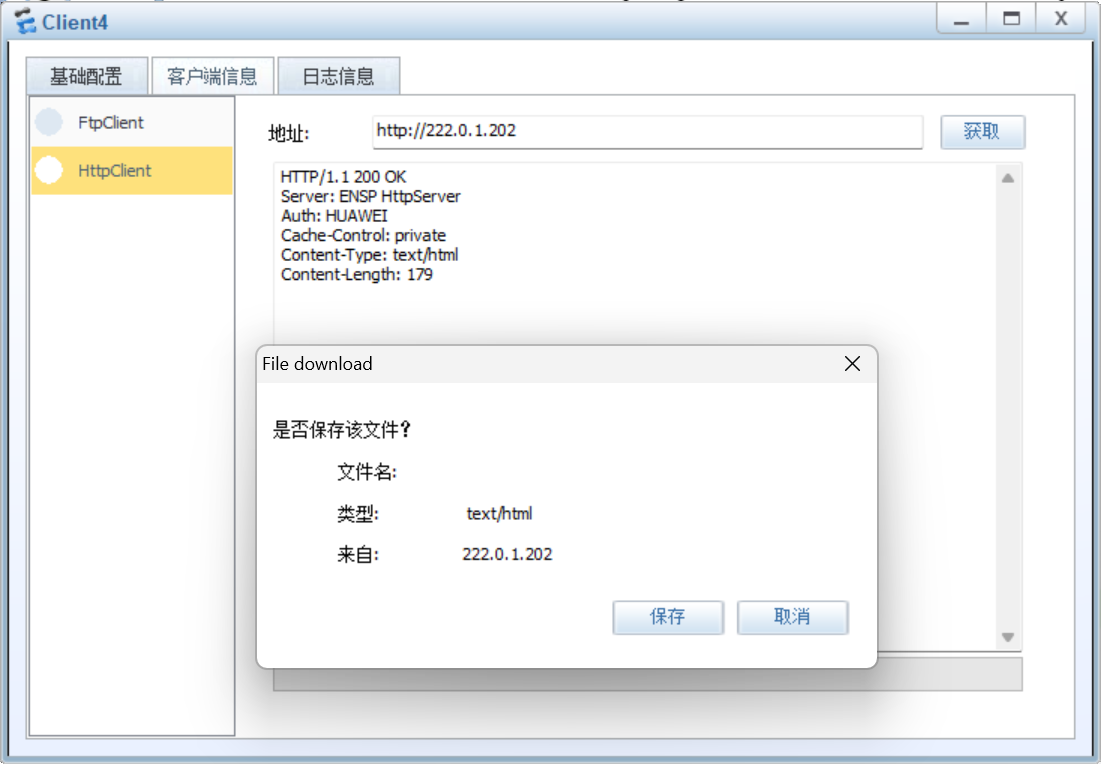 Client4
X
基础配置 客户端信息 日志信息
FtpClient
HttpClient
地址: http://222.0.1.202 获取
HTTP/1.1 200 OK
Server: ENSP HttpServer
Auth: HUAWEI
Cache-Control: private
Content-Type: text/html
Content-Length: 179
File download
是否保存该文件?
文件名:
类型: text/html
来自: 222.0.1.202
保存 取消